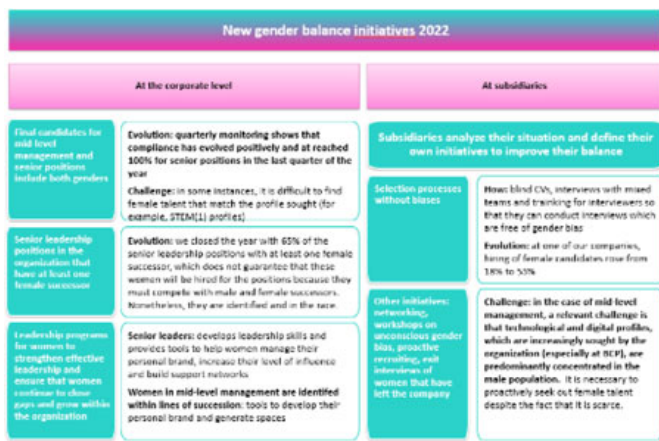 New gender balance initiatives 2022
At the corporate level
At subsidiaries
Final candidates for
mid level
management and
senior positions
include both genders
Evolution: quarterly monitoring shows that
compliance has evolved positively and at reached
100% for senior positions in the last quarter of the
year
Challenge: in some instances, it is difficult to find
female talent that match the profile sought (for
example, STEM(1) profiles)
Senior leadership
positions in the
organization that
have at least one
female successor
Evolution: we closed the year with 65% of the
senior leadership positions with at least one female
successor, which does not guarantee that these
women will be hired for the positions because they
must compete with male and female successors.
Nonetheless, they are identified and in the race.
Leadership programs
for women to
strengthen effective
leadership and
ensure that women
continue to close
gaps and grow within
the organization
Senior leaders: develops leadership skills and
provides tools to help women manage their
personal brand, increase their level of influence
and build support networks
Women in mid-level management are identifed
within lines of succession: tools to develop their
personal brand and generate spaces
Subsidiaries analyze their situation and define their
own initiatives to improve their balance
Selection processes
without biases
How: blind CVs, interviews with mixed
teams and trainking for interviewers so
that they can conduct interviews which
are free of gender bias
Evolution: at one of our companies,
hiring of female candidates rose from
18% to 53%
Other initiatives:
networking,
workshops on
unconscious gender
bias, proactive
recruiting, exit
interviews of
women that have
left the company
Challenge: in the case of mid-level
management, a relevant challenge is
that technological and digital profiles,
which are increasingly sought by the
organization (especially at BCP), are
predominantly concentrated in the
male population. It is necessary to
proactively seek out female talent
despite the fact that it is scarce.